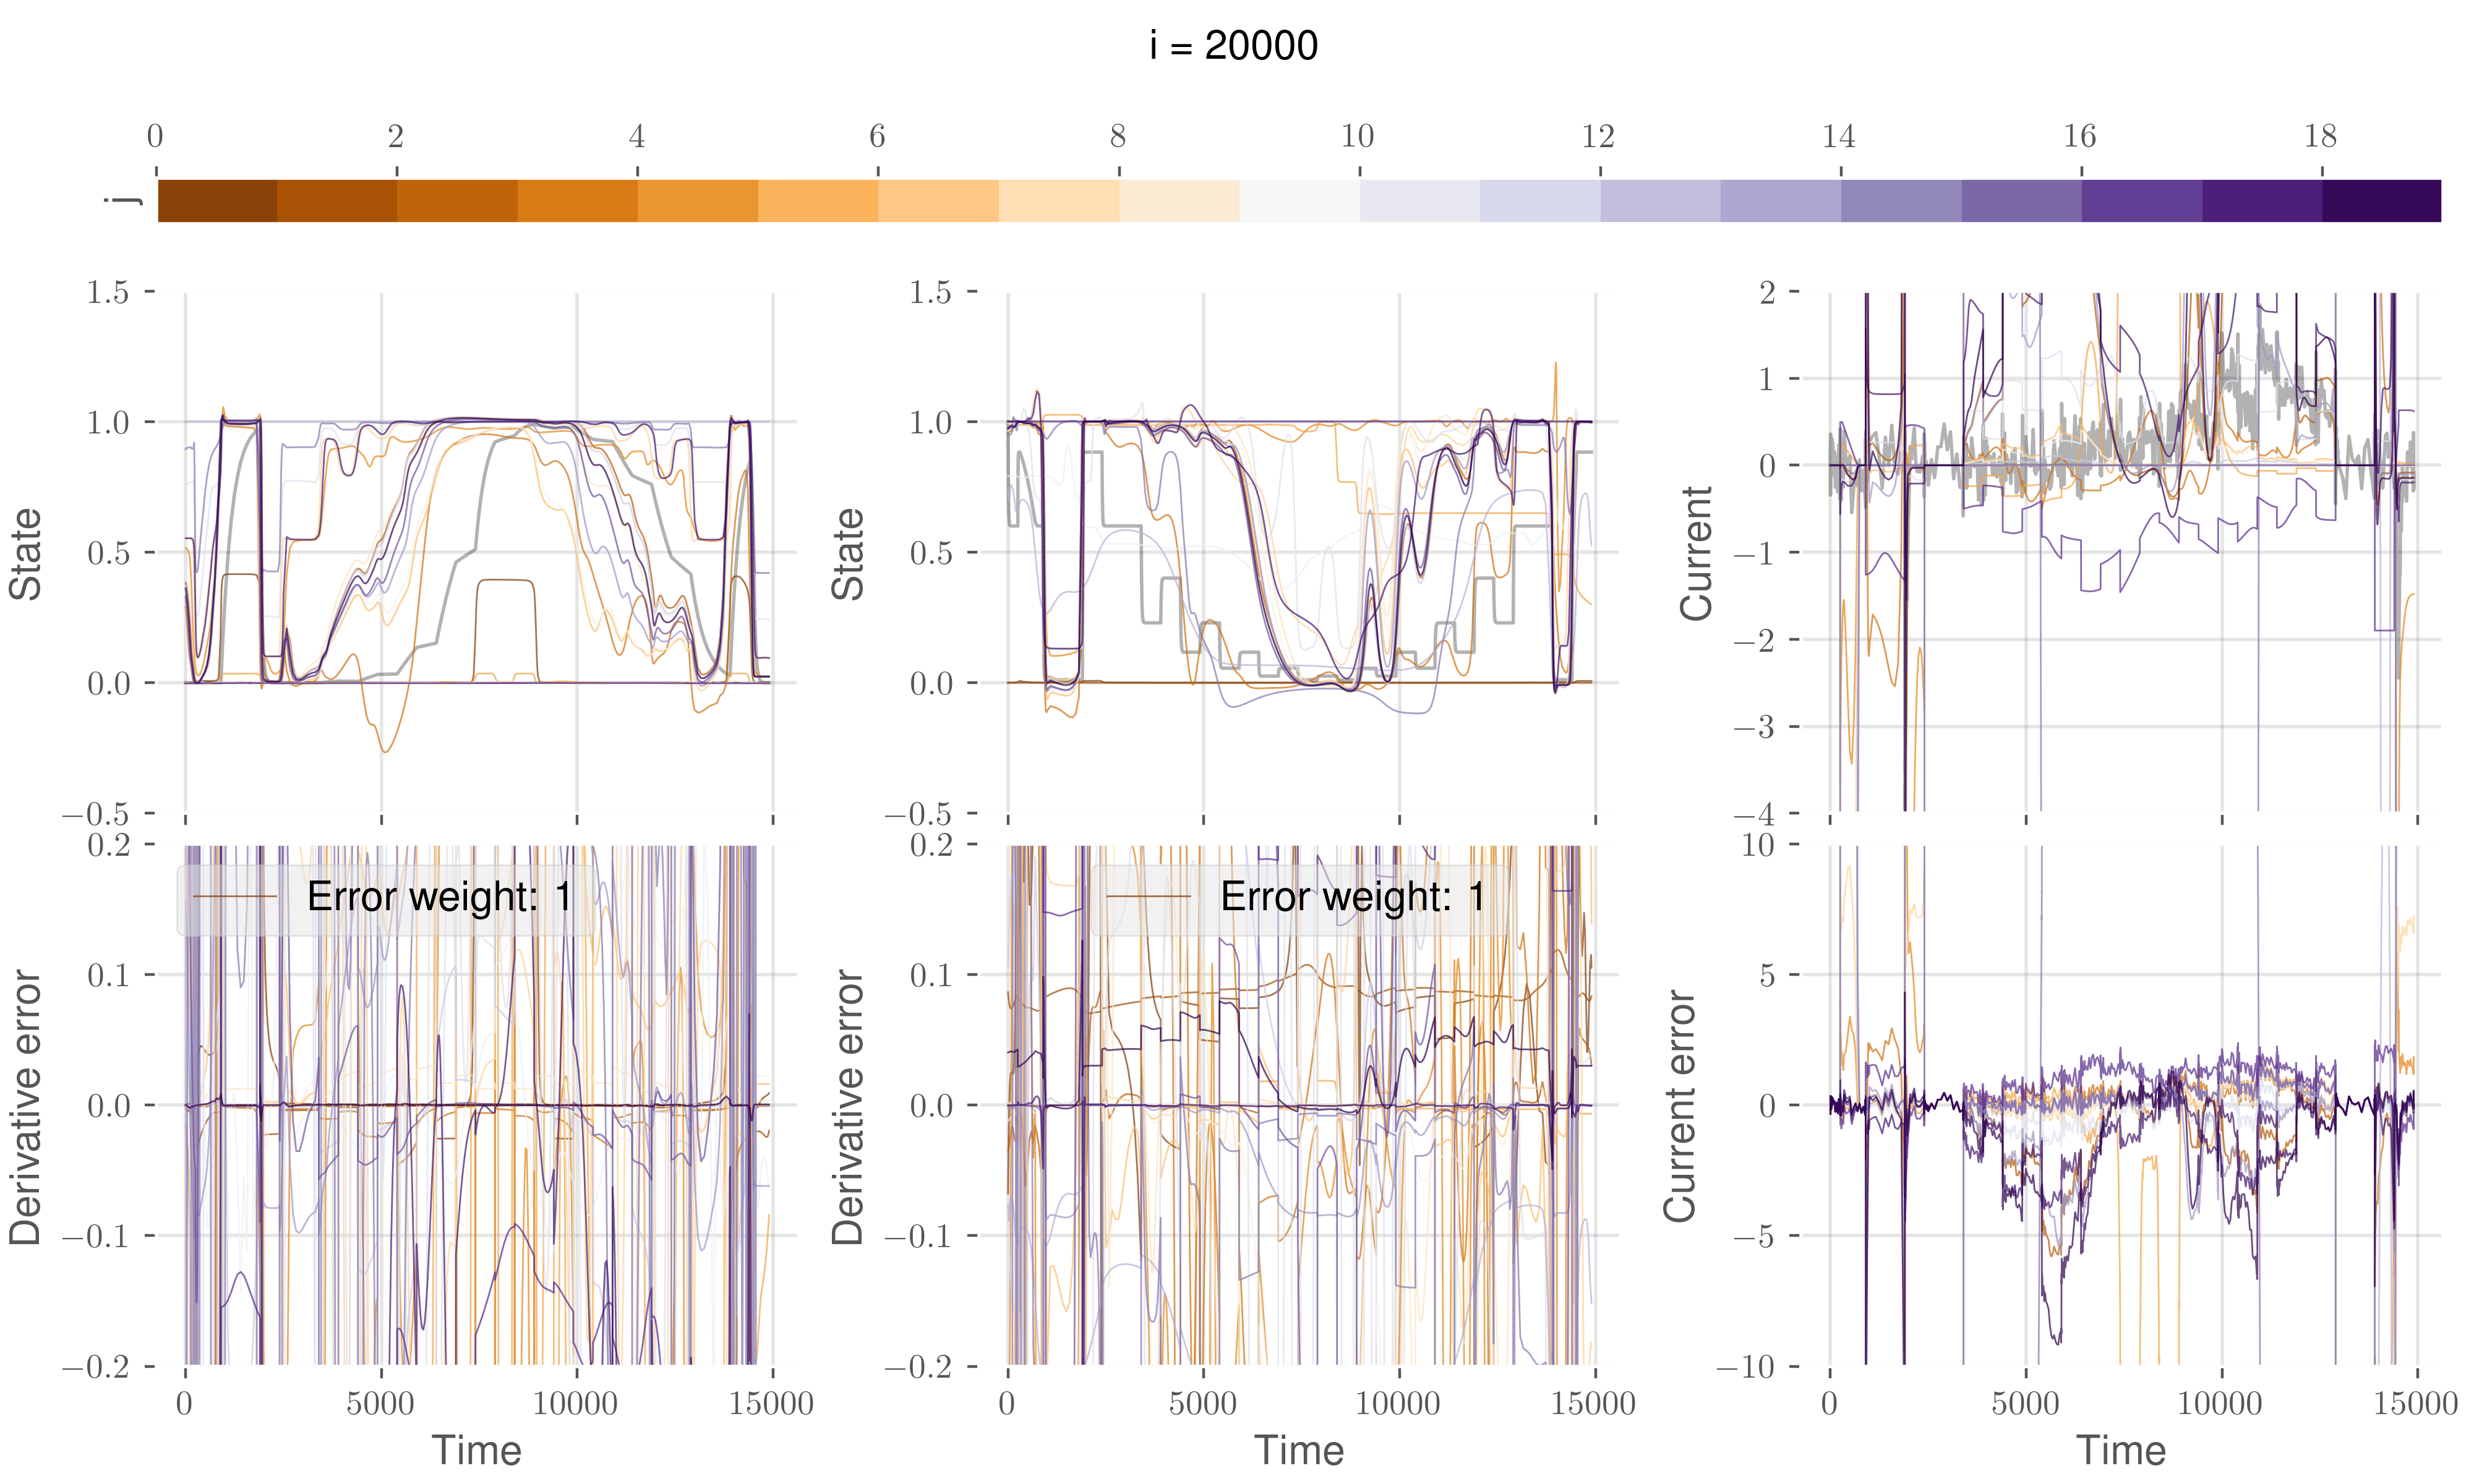 i = 20000
0 2 4 6 8 10 12 14 16 18
j
1.5 1.0 0.5 0.0 −0.5
State
1.5 1.0 0.5 0.0 −0.5
State
2 1 0 −1 −2 −3 −4
Current
0.2 0.1 0.0 −0.1 −0.2
Derivative error
Error weight: 1
0 5000 10000 15000
Time
0.2 0.1 0.0 −0.1 −0.2
Derivative error
Error weight: 1
0 5000 10000 15000
Time
10 5 0 −5 −10
Current error
0 5000 10000 15000
Time